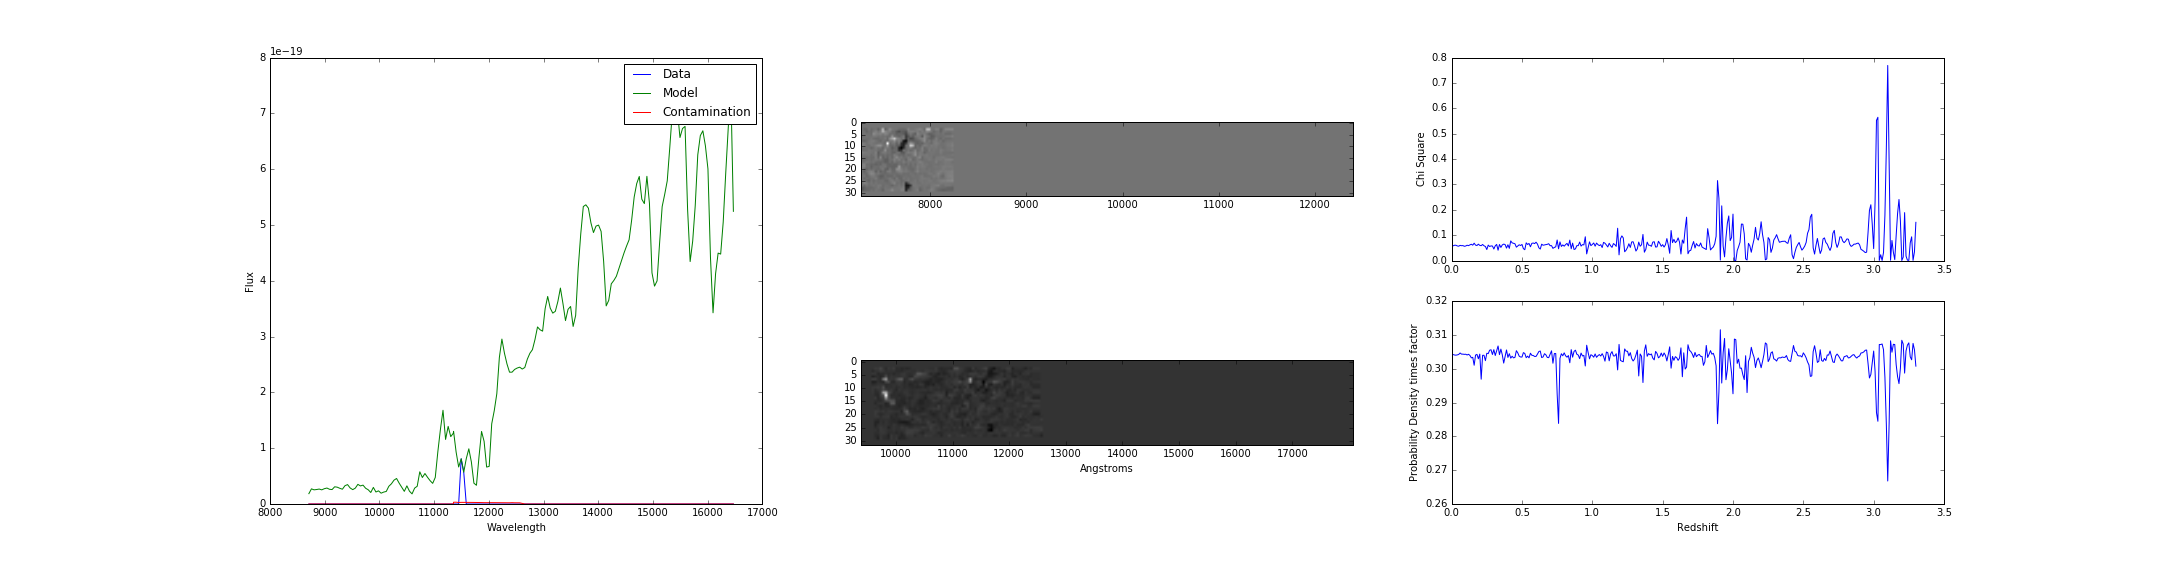 1e−19
8
7
6
5
4
3
2
1
0
8000 9000 10000 11000 12000 13000 14000 15000 16000 17000
Wavelength
Flux
Data
Model
Contamination
0
5
10
15
20
25
30
8000 9000 10000 11000 12000
0
5
10
15
20
25
30
10000 11000 12000 13000 14000 15000 16000 17000
Angstroms
0.8
0.7
0.6
0.5
0.4
0.3
0.2
0.1
0.0
0.0 0.5 1.0 1.5 2.0 2.5 3.0 3.5
Chi Square
0.32
0.31
0.30
0.29
0.28
0.27
0.26
0.0 0.5 1.0 1.5 2.0 2.5 3.0 3.5
Redshift
Probability Density times factor